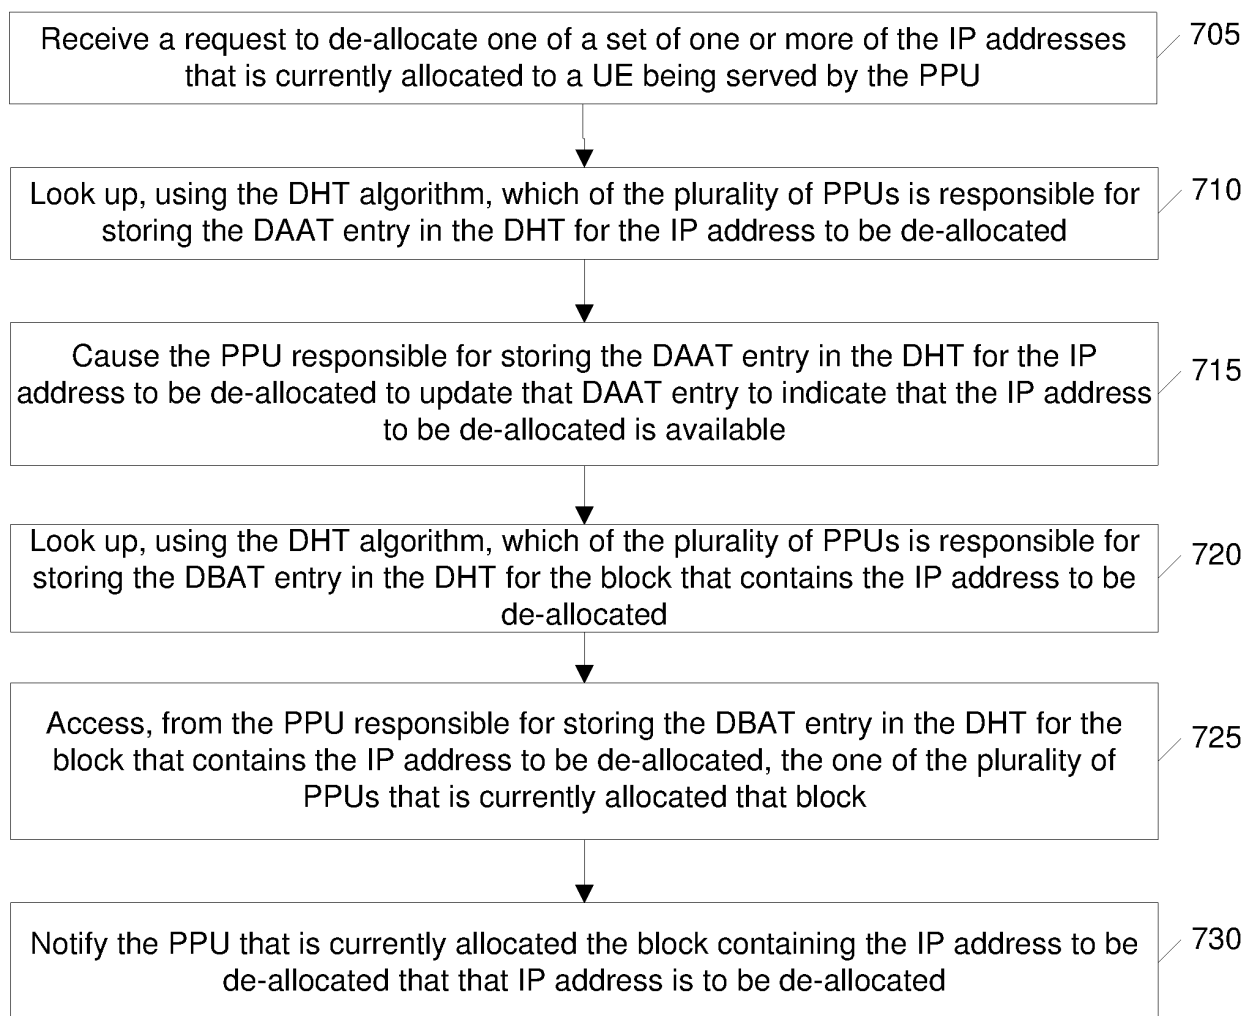 Receive a request to de-allocate one of a set of one or more of the IP addresses
that is currently allocated to a UE being served by the PPU
705
Look up, using the DHT algorithm, which of the plurality of PPUs is responsible for
storing the DAAT entry in the DHT for the IP address to be de-allocated
710
Cause the PPU responsible for storing the DAAT entry in the DHT for the IP
address to be de-allocated to update that DAAT entry to indicate that the IP address
to be de-allocated is available
715
Look up, using the DHT algorithm, which of the plurality of PPUs is responsible for
storing the DBAT entry in the DHT for the block that contains the IP address to be
de-allocated
720
Access, from the PPU responsible for storing the DBAT entry in the DHT for the
block that contains the IP address to be de-allocated, the one of the plurality of
PPUs that is currently allocated that block
725
Notify the PPU that is currently allocated the block containing the IP address to be
de-allocated that that IP address is to be de-allocated
730